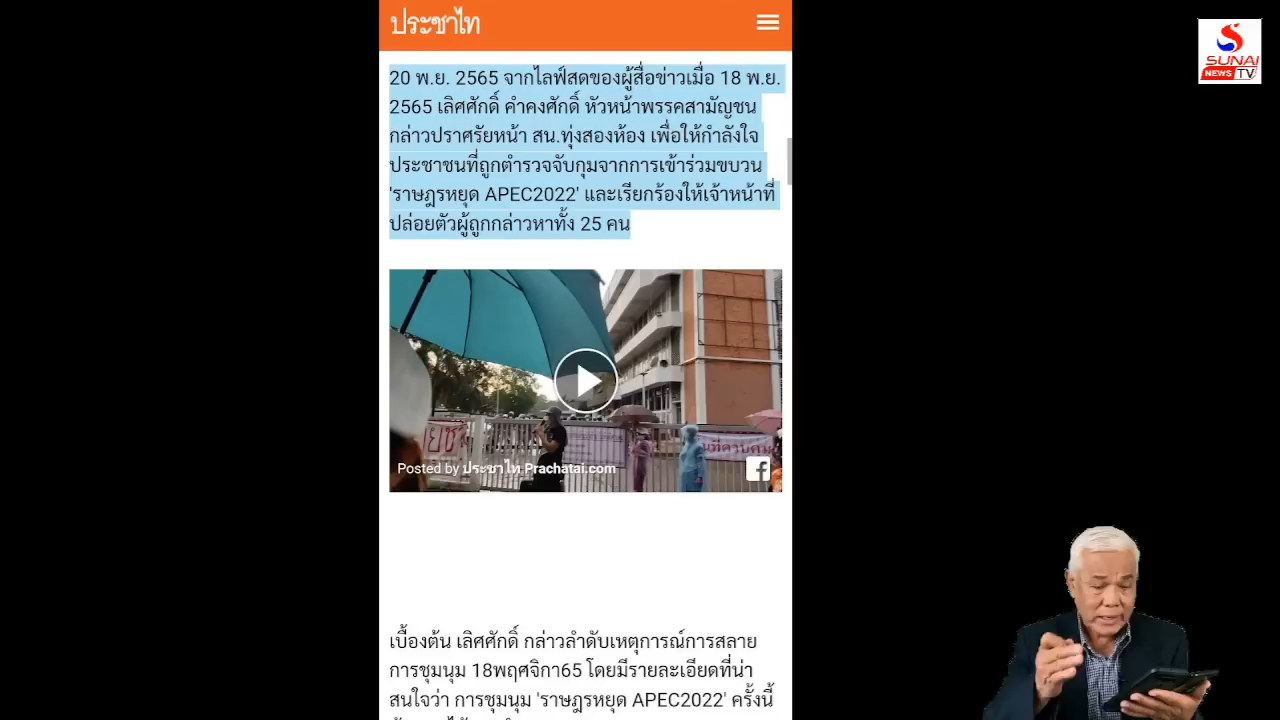 ประชาไท
SUNAI
NEWS TV
20 พ.ย. 2565 จากไลฟ์สดของผู้สื่อข่าวเมื่อ 18 พ.ย.
2565 เลิศศักดิ์ คำคงศักดิ์ หัวหน้าพรรคสามัญชน
กล่าวปราศรัยหน้า สน.ทุ่งสองห้อง เพื่อให้กำลังใจ
ประชาชนที่ถูกตำรวจจับกุมจากการเข้าร่วมขบวน
'ราษฎรหยุด APEC2022' และเรียกร้องให้เจ้าหน้าที่
ปล่อยตัวผู้ถูกกล่าวหาทั้ง 25 คน
Posted by ประชาไท Prachatai.com
เบื้องต้น เลิศศักดิ์ กล่าวลำดับเหตุการณ์การสลาย
การชุมนุม 18พฤศจิกา65 โดยมีรายละเอียดที่น่า
สนใจว่า การชุมนุม 'ราษฎรหยุด APEC2022' ครั้งนี้